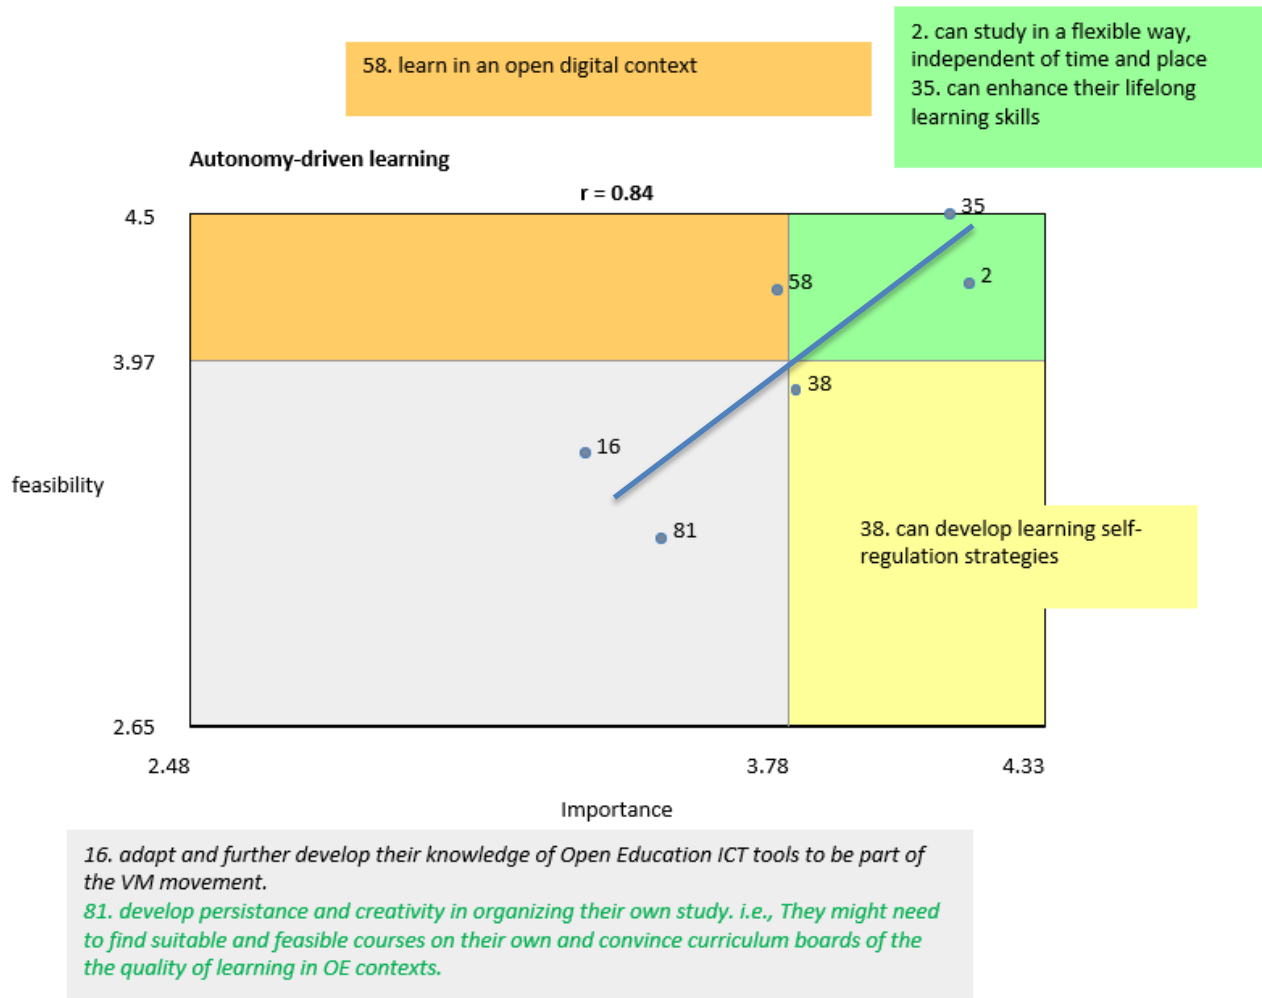 58. learn in an open digital context
2. can study in a flexible way,
independent of time and place
35. can enhance their lifelong
learning skills
Autonomy-driven learning
r = 0.84
4.5
35
58
2
3.97
38
16
feasibility
81
38. can develop learning self-
regulation strategies
2.65
2.48
3.78
4.33
Importance
16. adapt and further develop their knowledge of Open Education ICT tools to be part of
the VM movement.
81. develop persistance and creativity in organizing their own study. i.e., They might need
to find suitable and feasible courses on their own and convince curriculum boards of the
the quality of learning in OE contexts.